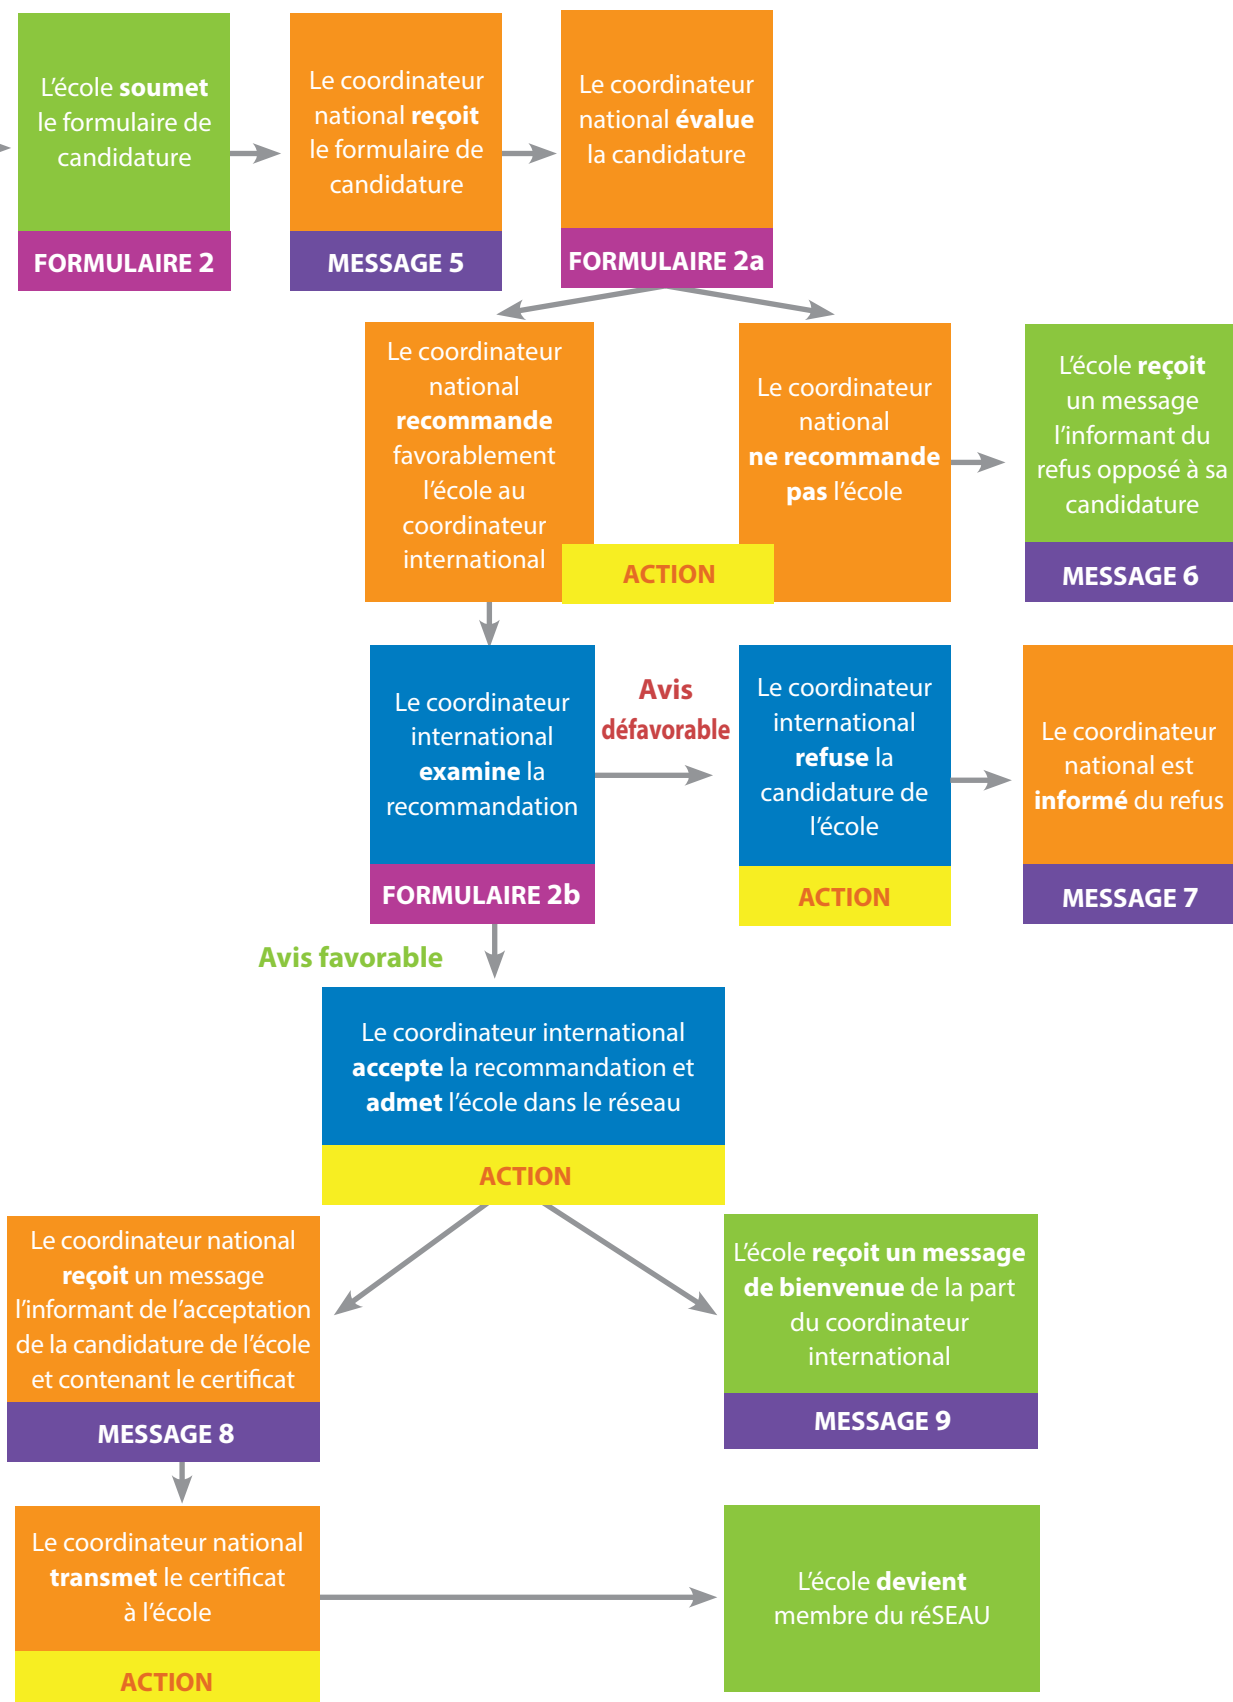 L’école soumet
le formulaire de
candidature
FORMULAIRE 2
Le coordinateur
national reçoit
le formulaire de
candidature
MESSAGE 5
Le coordinateur
national évalue
la candidature
FORMULAIRE 2a
Le coordinateur
national
recommande
favorablement
l’école au
coordinateur
international
Le coordinateur
national
ne recommande
pas l’école
ACTION
L’école reçoit
un message
l’informant du
refus opposé à sa
candidature
MESSAGE 6
Le coordinateur
international
examine la
recommandation
FORMULAIRE 2b
Avis
défavorable
Le coordinateur
international
refuse la
candidature de
l’école
ACTION
Le coordinateur
national est
informé du refus
MESSAGE 7
Avis favorable
Le coordinateur international
accepte la recommandation et
admet l’école dans le réseau
ACTION
Le coordinateur national
reçoit un message
l’informant de l’acceptation
de la candidature de l’école
et contenant le certificat
MESSAGE 8
L’école reçoit un message
de bienvenue de la part
du coordinateur
international
MESSAGE 9
Le coordinateur national
transmet le certificat
à l’école
ACTION
L’école devient
membre du réSEAU